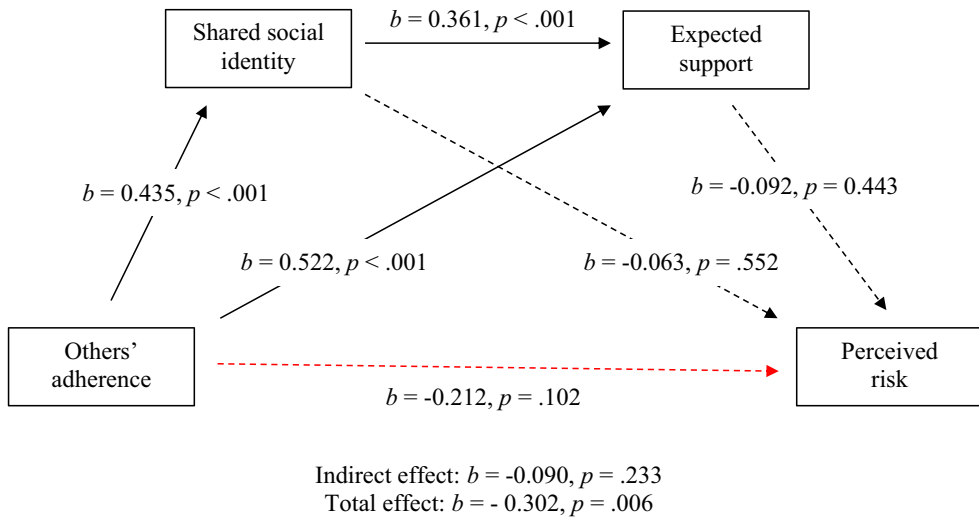 b = 0.361, p < .001
Shared social
identity
Expected
support
b = 0.435, p < .001
b = -0.092, p = 0.443
b = 0.522, p < .001
b = -0.063, p = .552
Others’
adherence
Perceived
risk
b = -0.212, p = .102
Indirect effect: b = -0.090, p = .233
Total effect: b = - 0.302, p = .006